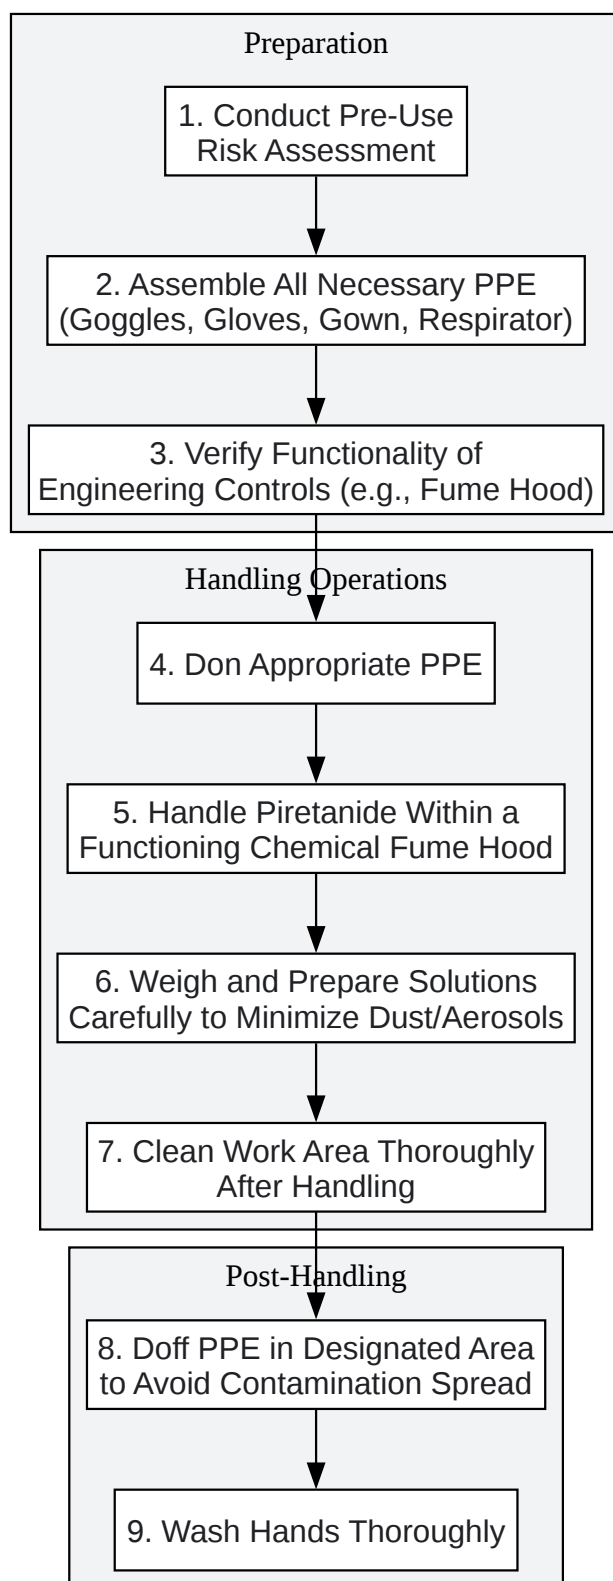 Preparation
1. Conduct Pre-Use
Risk Assessment
2. Assemble All Necessary PPE
(Goggles, Gloves, Gown, Respirator)
3. Verify Functionality of
Engineering Controls (e.g., Fume Hood)
Handling Operations
4. Don Appropriate PPE
5. Handle Piretanide Within a
Functioning Chemical Fume Hood
6. Weigh and Prepare Solutions
Carefully to Minimize Dust/Aerosols
7. Clean Work Area Thoroughly
After Handling
Post-Handling
8. Doff PPE in Designated Area
to Avoid Contamination Spread
9. Wash Hands Thoroughly